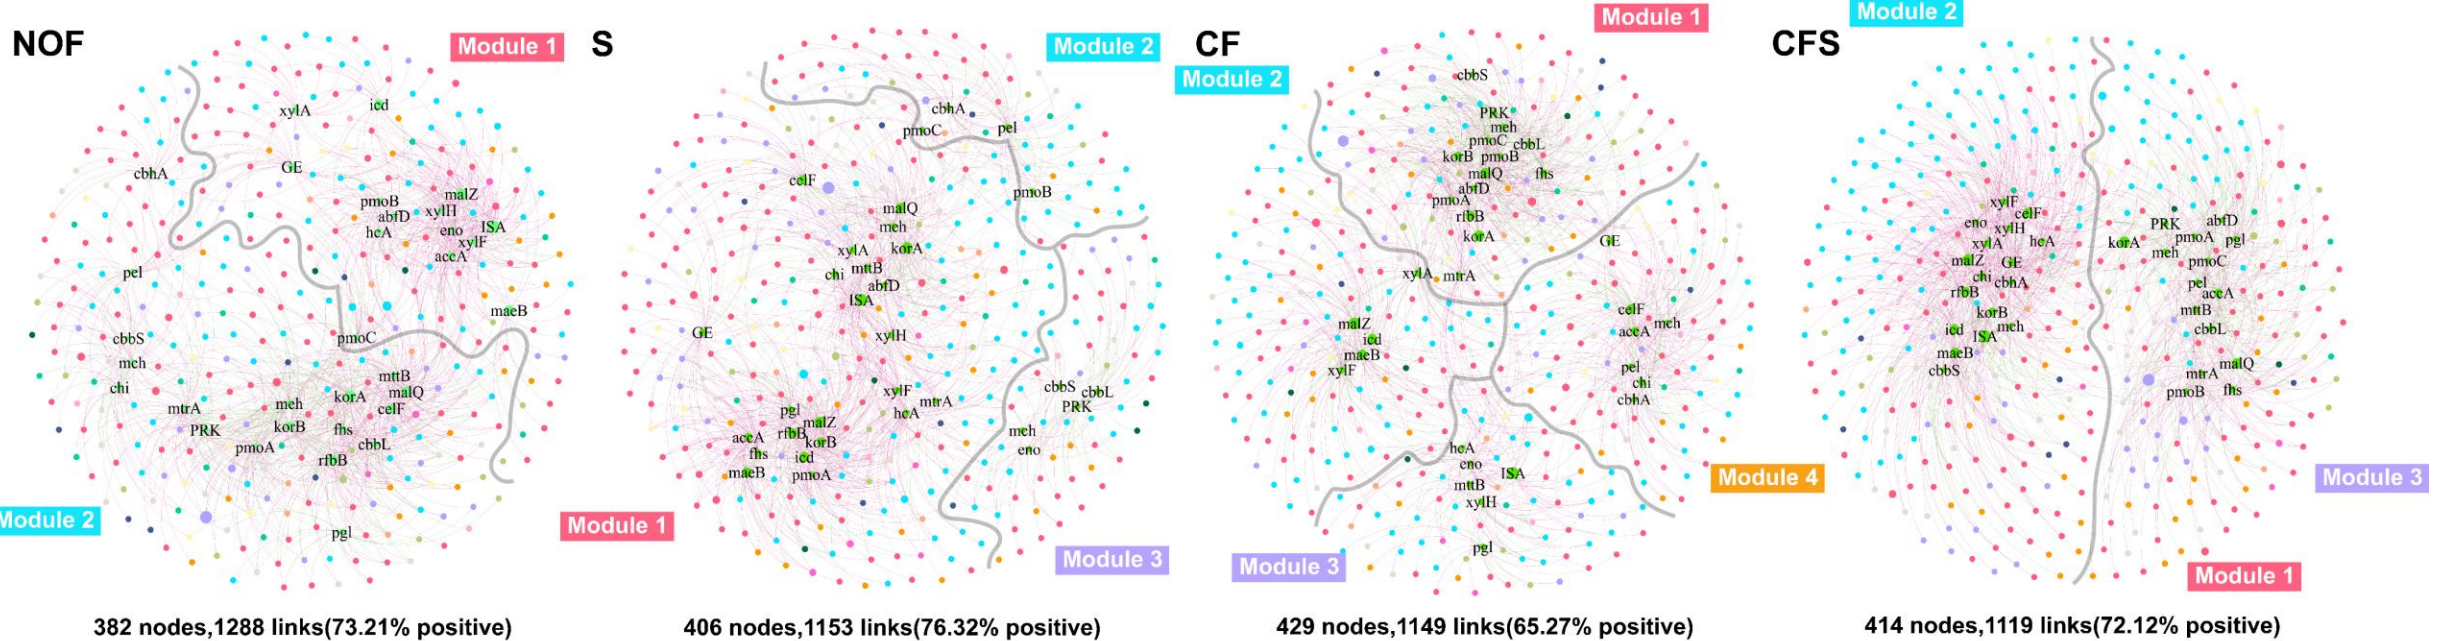 NOF
Module 1
xylA
icd
cbhA
GE
pmoB
malZ
abfD
xylH
hcA
eno
ISA
xylF
accA
pel
maeB
cbbS
pmoC
mch
chi
mttB
korA
malQ
mtrA
meh
celF
PRK
korB
fhs
pmoA
cbbL
rfbB
Module 2
pgl
382 nodes,1288 links(73.21% positive)
S
Module 2
cbhA
pmoC
pel
celF
pmoB
malQ
meh
xylA
korA
chi
mttB
abfD
ISA
GE
xylH
xylF
mtrA
hcA
cbbS
cbbL
PRK
pgl
malZ
accA
rfbB
korB
fhs
icd
maeB
pmoA
mch
eno
Module 1
Module 3
406 nodes,1153 links(76.32% positive)
CF
Module 1
Module 2
cbbS
PRK
meh
pmoC
cbbL
korB
pmoB
malQ
fhs
abfD
pmoA
rfbB
korA
GE
xylA
mtrA
malZ
icd
maeB
xylF
celF
mch
accA
pel
chi
cbhA
hcA
eno
ISA
mttB
xylH
pgl
Module 4
Module 3
429 nodes,1149 links(65.27% positive)
Module 2
CFS
xylF
celF
eno
xylH
xylA
hcA
malZ
GE
chi
cbhA
rfbB
korB
icd
mch
ISA
maeB
cbbS
PRK
abfD
korA
pmoA
pgl
meh
pmoC
pel
accA
mttB
cbbL
malQ
mtrA
pmoB
fhs
Module 3
Module 1
414 nodes,1119 links(72.12% positive)